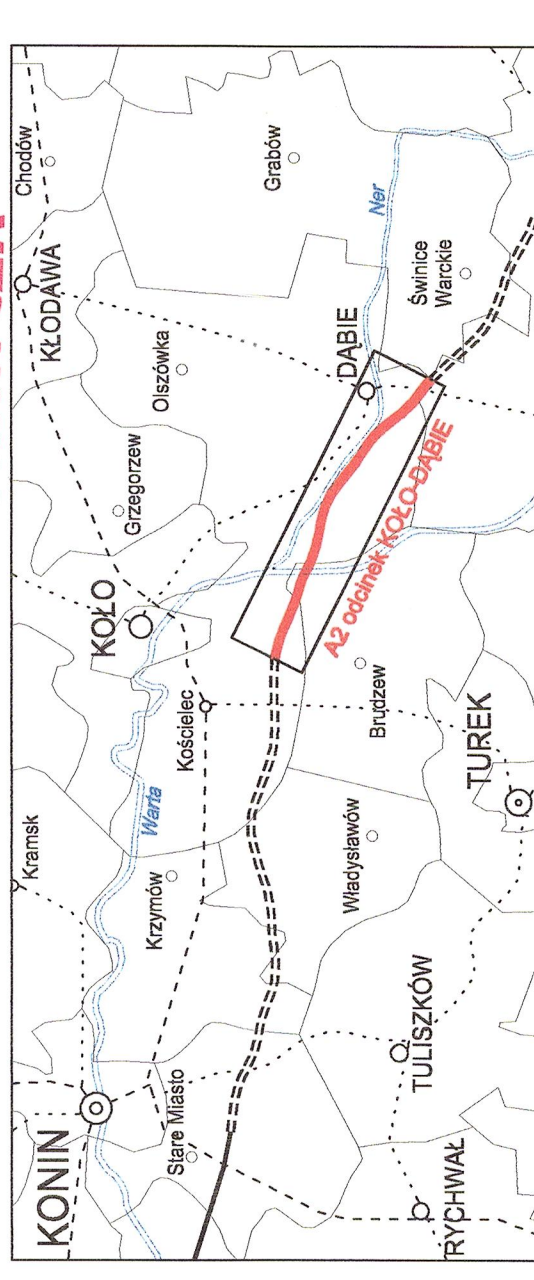 Chodów
KŁODAWA
Grabów
Olszówka
Ner
Świnice
Warckie
DĄBIE
Grzegorzew
KOŁO
A2 odcinek KOŁO-DĄBIE
Kościelec
Brudzew
TUREK
Warta
Kramsk
Władysławów
Krzymów
TULISZKÓW
KONIN
Stare Miasto
RYCHWAŁ